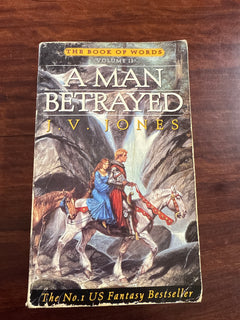 THE BOOK OF WORDS
VOLUME II
A MAN
BETRAYED
J. V. JONES
The No.1 US Fantasy Bestseller